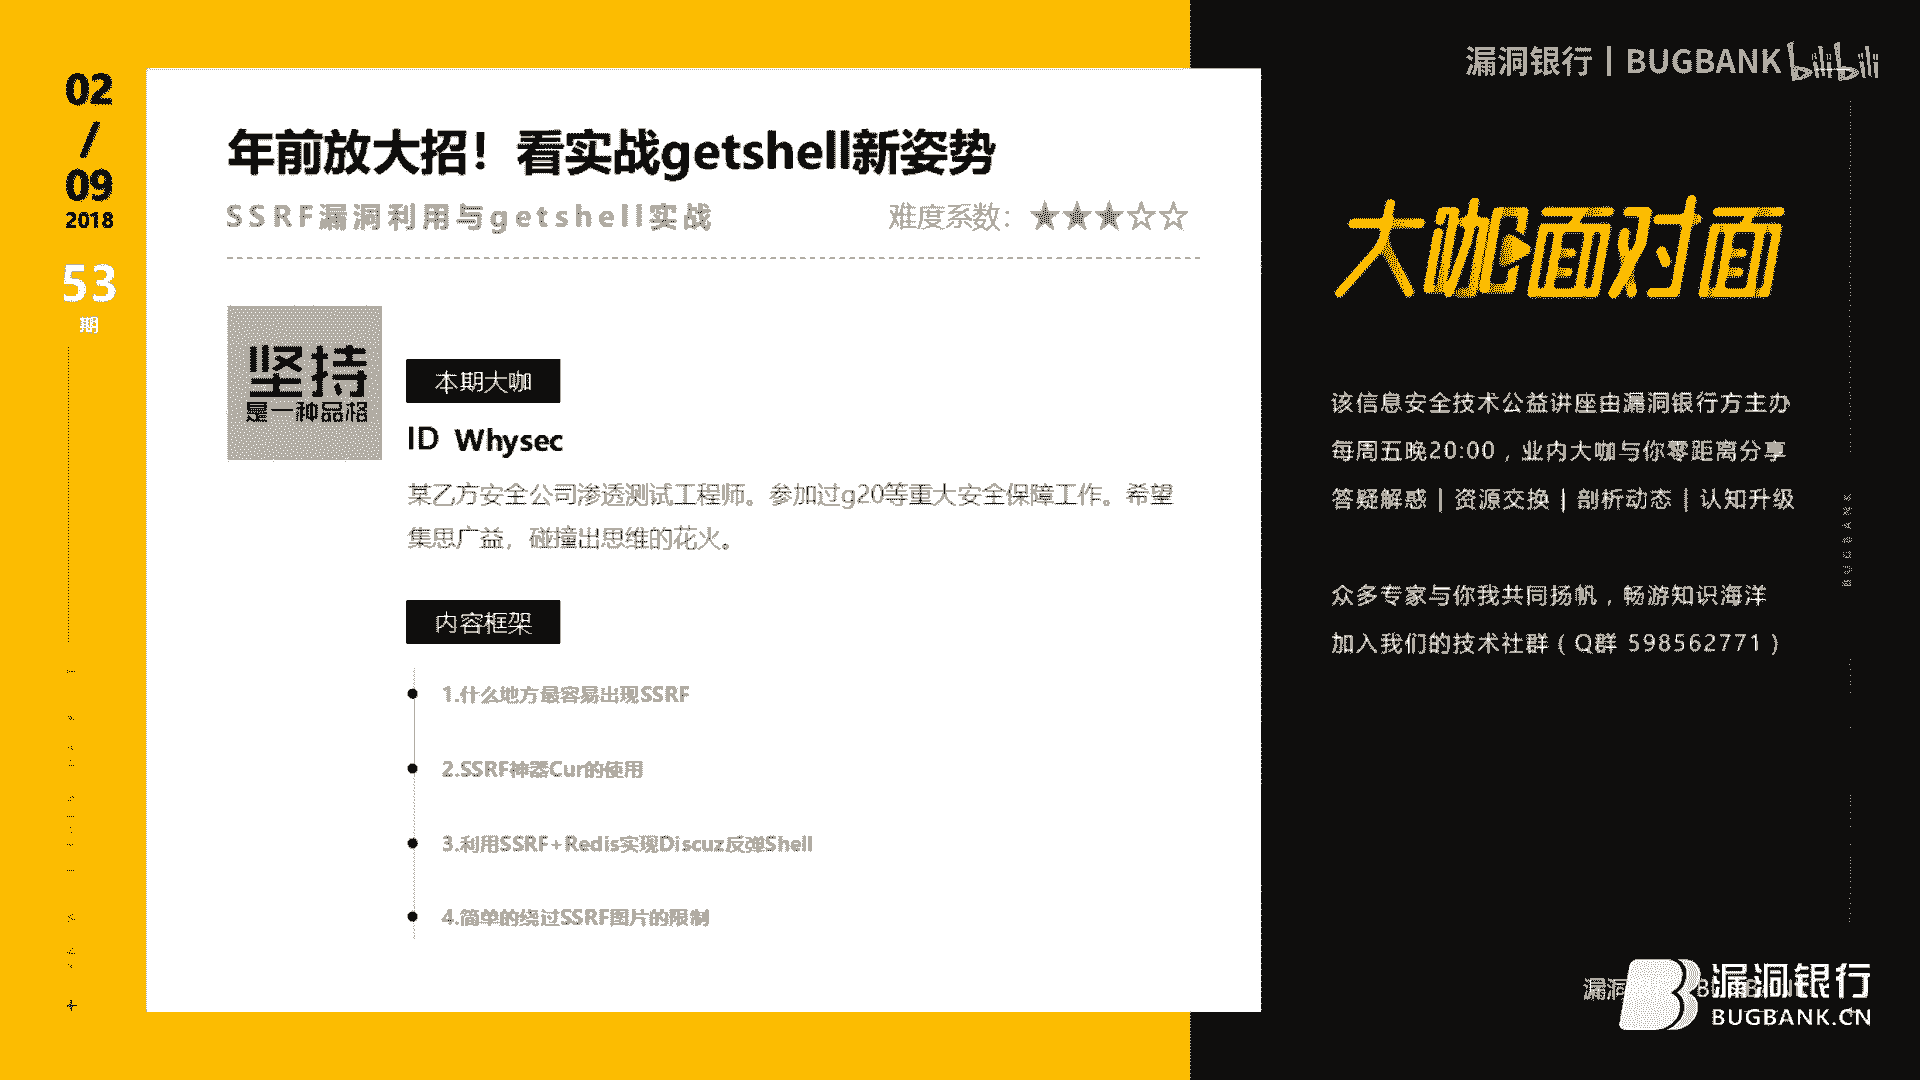 02
/
09
2018
53
期
年前放大招！看实战getshell新姿势
SSRF漏洞利用与getshell实战
难度系数：★★★☆☆
坚持
是一种品格
本期大咖
ID Whysec
某乙方安全公司渗透测试工程师。参加过g20等重大安全保障工作。希望
集思广益，碰撞出思维的花火。
内容框架
1.什么地方最容易出现SSRF
2.SSRF神器Cur的使用
3.利用SSRF+Redis实现Discuz反弹Shell
4.简单的绕过SSRF图片的限制
漏洞银行｜BUGBANK
bilibili
大咖面对面
该信息安全技术公益讲座由漏洞银行方主办
每周五晚20:00，业内大咖与你零距离分享
答疑解惑｜资源交换｜剖析动态｜认知升级
众多专家与你我共同扬帆，畅游知识海洋
加入我们的技术社群（Q群 598562771）
BUGBANK
漏洞银行
BUGBANK.CN